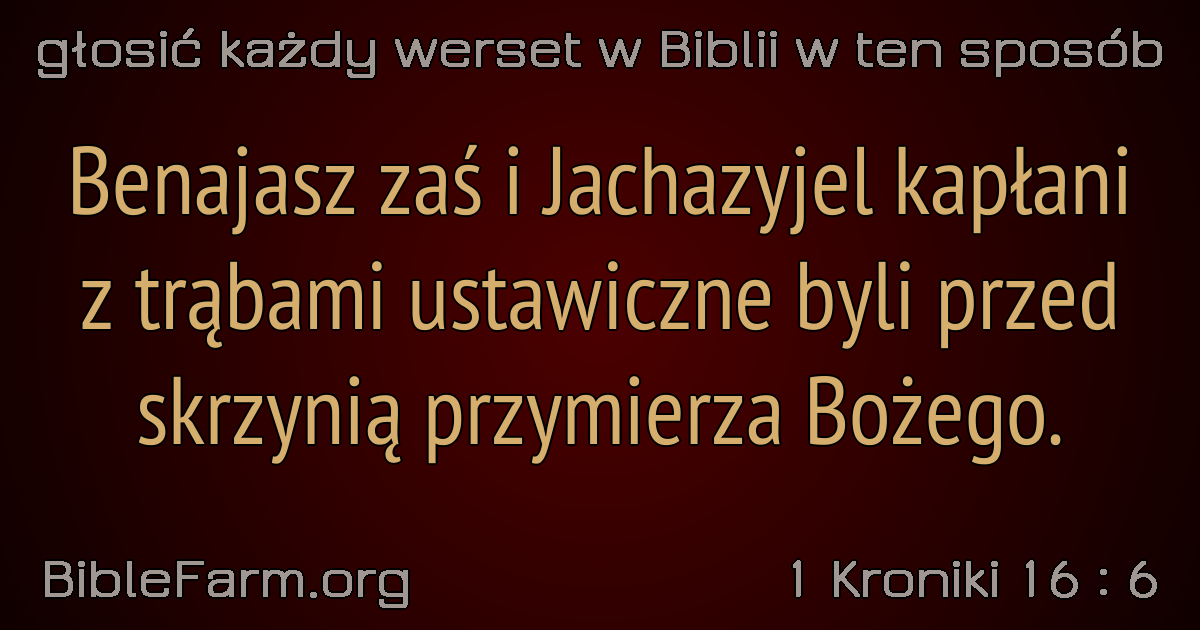 głosić każdy werset w Biblii w ten sposób
Benajasz zaś i Jachazyjel kapłani
z trąbami ustawiczne byli przed
skrzynią przymierza Bożego.
BibleFarm.org
1 Kroniki 16 : 6